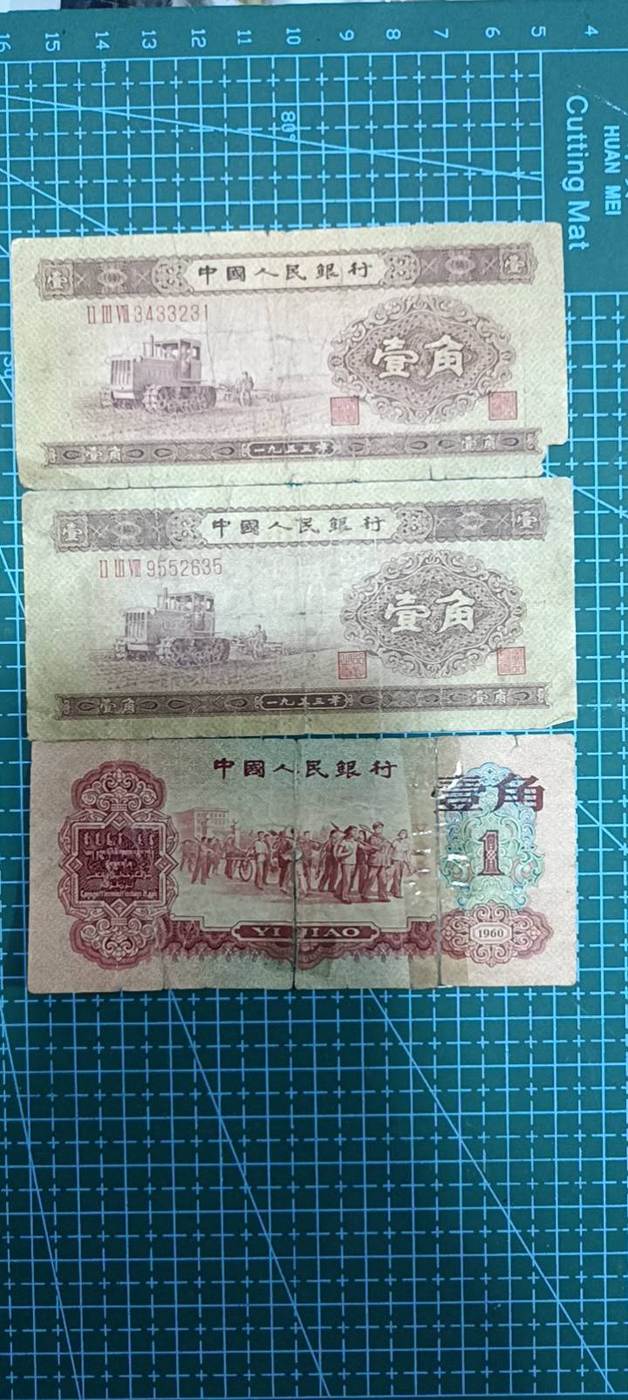 16 15 14 13 12 11 10 9 8 7 6 5 4
80°
HUAN MEI
Cutting Mat
壹 中國人民銀行 壹
II III VII 3433231
壹角
壹角 一九五三年 壹角
壹 中國人民銀行 壹
II III VIII 9552635
壹角
壹角 一九五三年 壹角
中國人民銀行
壹角
1
YI JIAO
1960